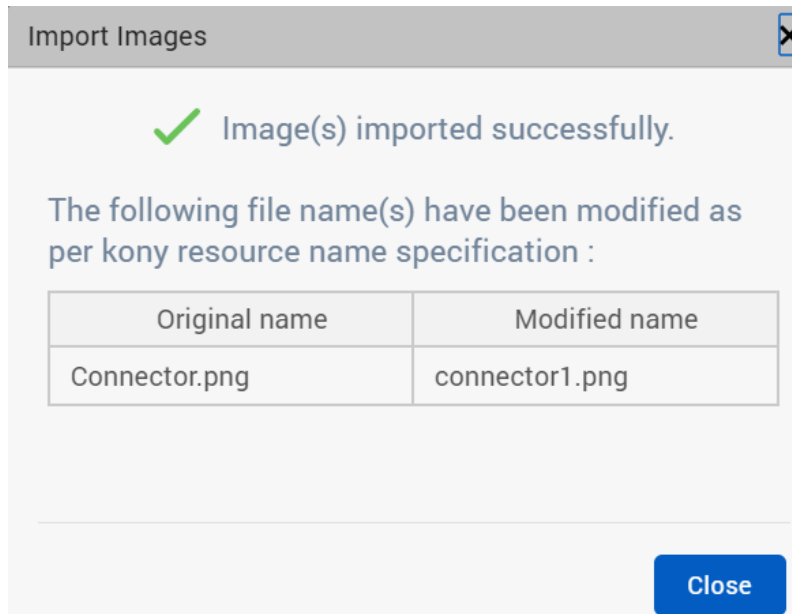 Import Images
Image(s) imported successfully.
The following file name(s) have been modified as
per kony resource name specification :
Original name Modified name
Connector.png connector1.png
Close